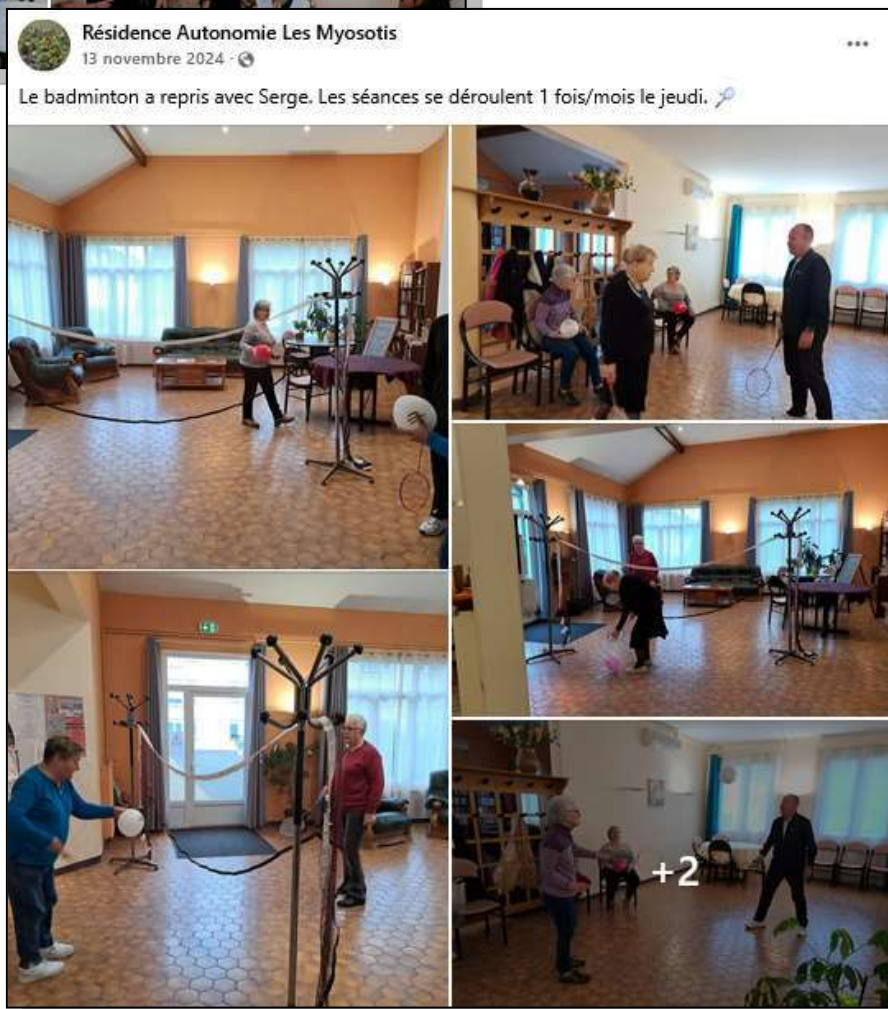 Résidence Autonomie Les Myosotis
13 novembre 2024 ·
Le badminton a repris avec Serge. Les séances se déroulent 1 fois/mois le jeudi.
+2